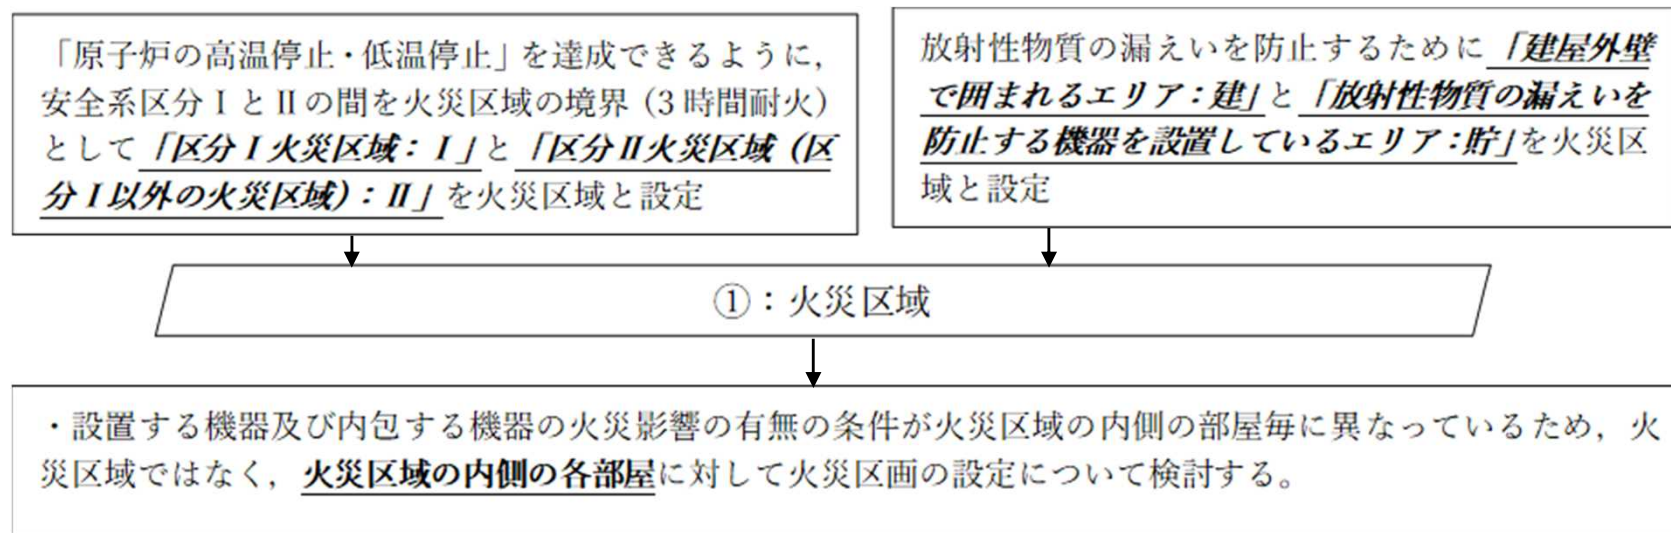 「原子炉の高温停止・低温停止」を達成できるように，
安全系区分ⅠとⅡの間を火災区域の境界（3時間耐火）
として「区分Ⅰ火災区域：Ⅰ」と「区分Ⅱ火災区域（区
分Ⅰ以外の火災区域）：Ⅱ」を火災区域と設定
放射性物質の漏えいを防止するために「建屋外壁
で囲まれるエリア：建」と「放射性物質の漏えいを
防止する機器を設置しているエリア：貯」を火災区
域と設定
①：火災区域
・設置する機器及び内包する機器の火災影響の有無の条件が火災区域の内側の部屋毎に異なっているため，火
災区域ではなく，火災区域の内側の各部屋に対して火災区画の設定について検討する。